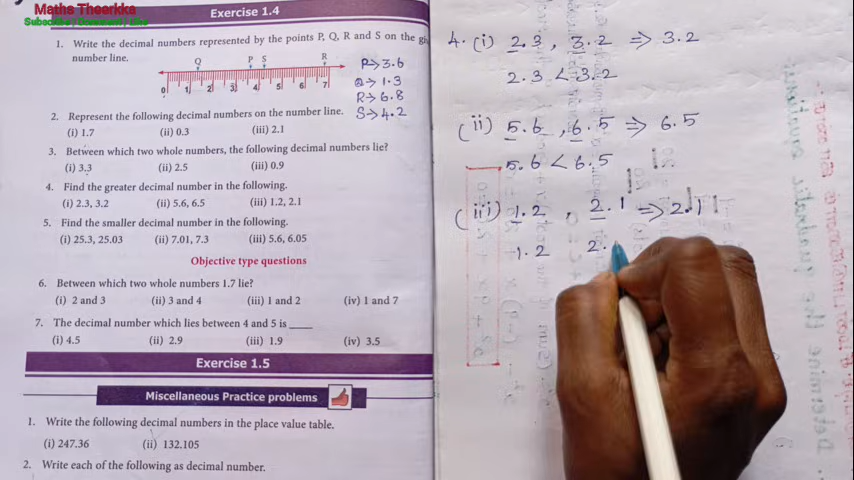 Maths Theerkka
Subscribe / Comment / Like
Exercise 1.4
1. Write the decimal numbers represented by the points P, Q, R and S on the
number line.
Q P S R
0 1 2 3 4 5 6 7
P→3.6
Q→1.3
R→6.8
S→4.2
2. Represent the following decimal numbers on the number line.
(i) 1.7 (ii) 0.3 (iii) 2.1
3. Between which two whole numbers, the following decimal numbers lie?
(i) 3.3 (ii) 2.5 (iii) 0.9
4. Find the greater decimal number in the following.
(i) 2.3, 3.2 (ii) 5.6, 6.5 (iii) 1.2, 2.1
5. Find the smaller decimal number in the following.
(i) 25.3, 25.03 (ii) 7.01, 7.3 (iii) 5.6, 6.05
Objective type questions
6. Between which two whole numbers 1.7 lie?
(i) 2 and 3 (ii) 3 and 4 (iii) 1 and 2 (iv) 1 and 7
7. The decimal number which lies between 4 and 5 is ____
(i) 4.5 (ii) 2.9 (iii) 1.9 (iv) 3.5
Exercise 1.5
Miscellaneous Practice problems
1. Write the following decimal numbers in the place value table.
(i) 247.36 (ii) 132.105
2. Write each of the following as decimal number.
4. (i) 2.3 , 3.2 ⇒ 3.2
2.3 < 3.2
(ii) 5.6 , 6.5 ⇒ 6.5
5.6 < 6.5
(iii) 1.2 , 2.1 ⇒ 2.1
1.2 2.